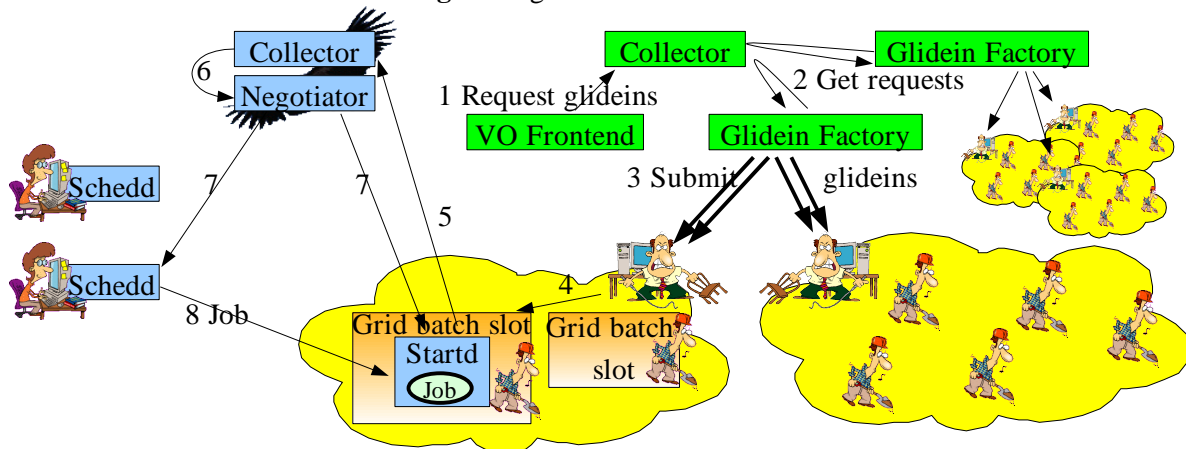 Collector
6
Negotiator
Collector
Glidein Factory
2 Get requests
1 Request glideins
VO Frontend
Glidein Factory
3 Submit
glideins
Schedd
7
7
5
Schedd
8 Job
4
Grid batch slot
Startd
Job
Grid batch
slot